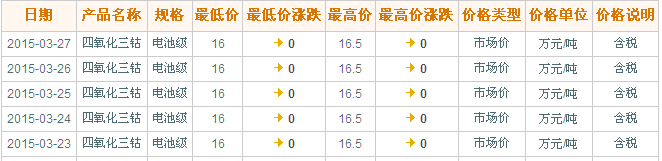 日期 产品名称 规格 最低价 最低价涨跌 最高价 最高价涨跌 价格类型 价格单位 价格说明
2015-03-27 四氧化三钴 电池级 16 → 0 16.5 → 0 市场价 万元/吨 含税
2015-03-26 四氧化三钴 电池级 16 → 0 16.5 → 0 市场价 万元/吨 含税
2015-03-25 四氧化三钴 电池级 16 → 0 16.5 → 0 市场价 万元/吨 含税
2015-03-24 四氧化三钴 电池级 16 → 0 16.5 → 0 市场价 万元/吨 含税
2015-03-23 四氧化三钴 电池级 16 → 0 16.5 → 0 市场价 万元/吨 含税